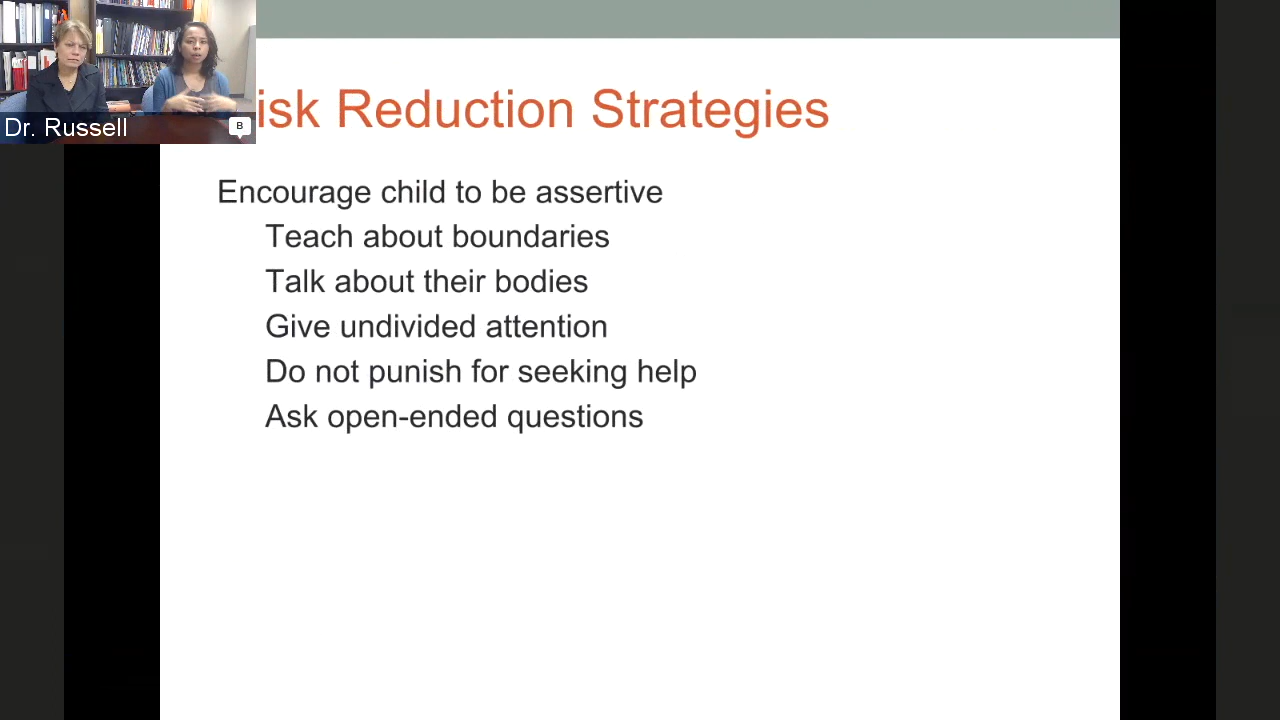 isk Reduction Strategies
Dr. Russell
B
Encourage child to be assertive
Teach about boundaries
Talk about their bodies
Give undivided attention
Do not punish for seeking help
Ask open-ended questions